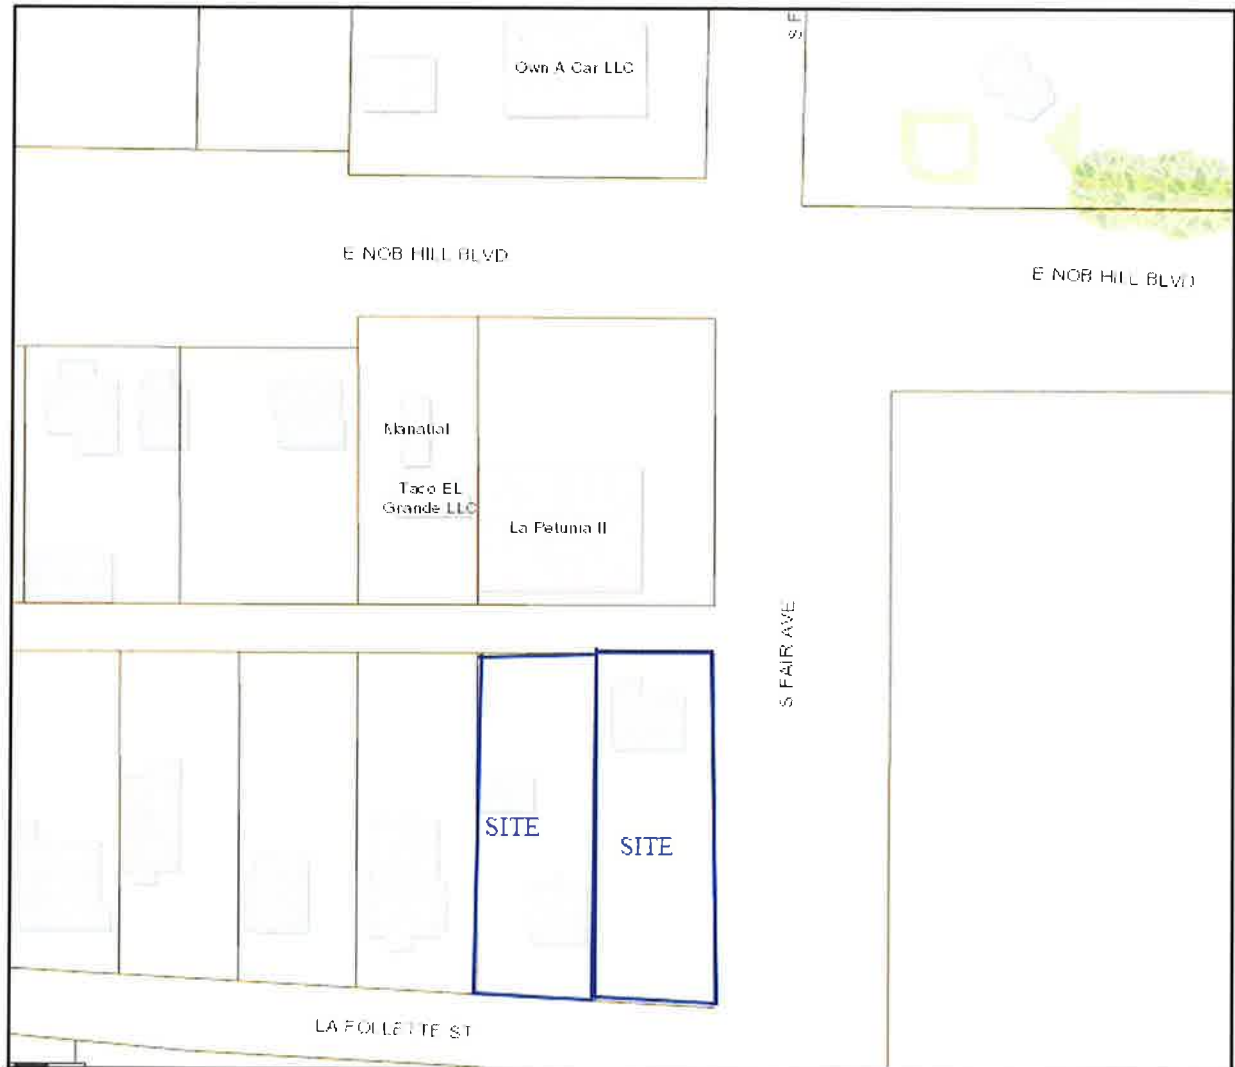 Own A Car LLC
E NOB HILL BLVD
E NOB HILL BLVD
Manatial
Taco EL
Grande LLC
La Petunia II
S FAIR AVE
SITE
SITE
LA FOLLETTE ST